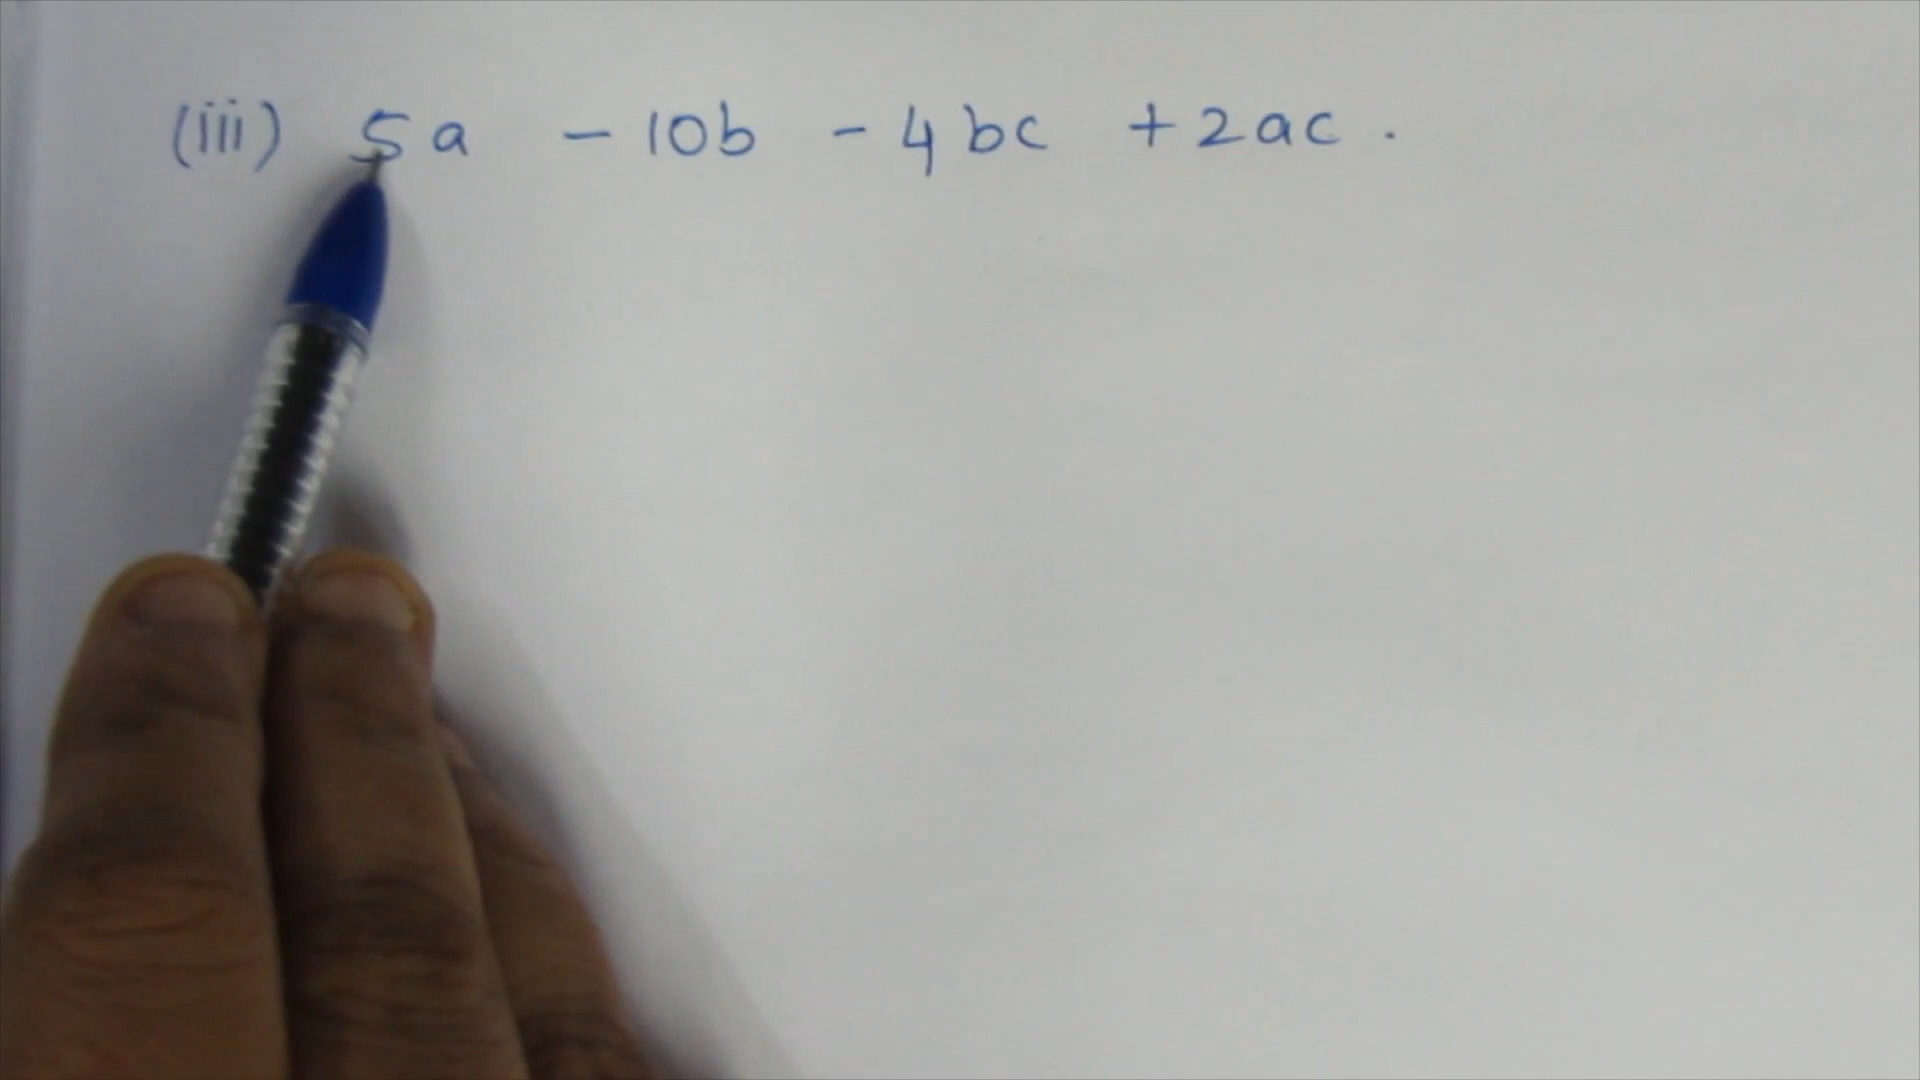 (iii) 5a - 10b - 4bc + 2ac .